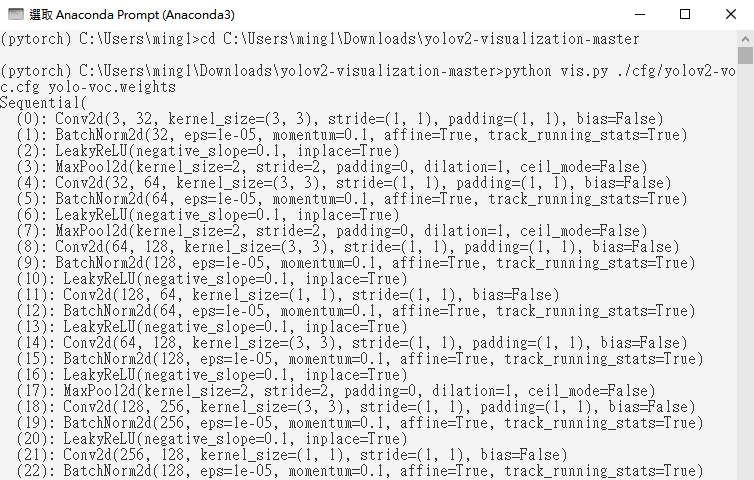 選取 Anaconda Prompt (Anaconda3)
(pytorch) C:\Users\ming1>cd C:\Users\ming1\Downloads\yolov2-visualization-master
(pytorch) C:\Users\ming1\Downloads\yolov2-visualization-master>python vis.py ./cfg/yolov2-vo
c.cfg yolo-voc.weights
Sequential(
  (0): Conv2d(3, 32, kernel_size=(3, 3), stride=(1, 1), padding=(1, 1), bias=False)
  (1): BatchNorm2d(32, eps=1e-05, momentum=0.1, affine=True, track_running_stats=True)
  (2): LeakyReLU(negative_slope=0.1, inplace=True)
  (3): MaxPool2d(kernel_size=2, stride=2, padding=0, dilation=1, ceil_mode=False)
  (4): Conv2d(32, 64, kernel_size=(3, 3), stride=(1, 1), padding=(1, 1), bias=False)
  (5): BatchNorm2d(64, eps=1e-05, momentum=0.1, affine=True, track_running_stats=True)
  (6): LeakyReLU(negative_slope=0.1, inplace=True)
  (7): MaxPool2d(kernel_size=2, stride=2, padding=0, dilation=1, ceil_mode=False)
  (8): Conv2d(64, 128, kernel_size=(3, 3), stride=(1, 1), padding=(1, 1), bias=False)
  (9): BatchNorm2d(128, eps=1e-05, momentum=0.1, affine=True, track_running_stats=True)
  (10): LeakyReLU(negative_slope=0.1, inplace=True)
  (11): Conv2d(128, 64, kernel_size=(1, 1), stride=(1, 1), bias=False)
  (12): BatchNorm2d(64, eps=1e-05, momentum=0.1, affine=True, track_running_stats=True)
  (13): LeakyReLU(negative_slope=0.1, inplace=True)
  (14): Conv2d(64, 128, kernel_size=(3, 3), stride=(1, 1), padding=(1, 1), bias=False)
  (15): BatchNorm2d(128, eps=1e-05, momentum=0.1, affine=True, track_running_stats=True)
  (16): LeakyReLU(negative_slope=0.1, inplace=True)
  (17): MaxPool2d(kernel_size=2, stride=2, padding=0, dilation=1, ceil_mode=False)
  (18): Conv2d(128, 256, kernel_size=(3, 3), stride=(1, 1), padding=(1, 1), bias=False)
  (19): BatchNorm2d(256, eps=1e-05, momentum=0.1, affine=True, track_running_stats=True)
  (20): LeakyReLU(negative_slope=0.1, inplace=True)
  (21): Conv2d(256, 128, kernel_size=(1, 1), stride=(1, 1), bias=False)
  (22): BatchNorm2d(128, eps=1e-05, momentum=0.1, affine=True, track_running_stats=True)